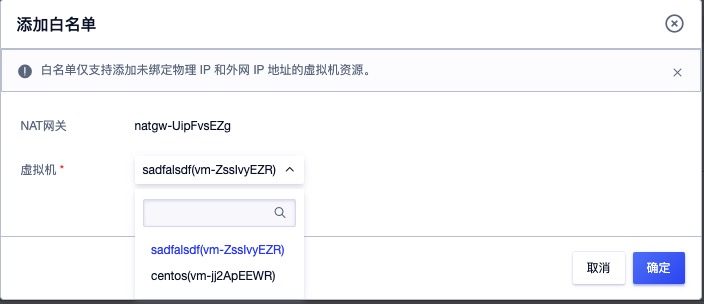 添加白名单
白名单仅支持添加未绑定物理 IP 和外网 IP 地址的虚拟机资源。
NAT网关 natgw-UipFvsEZg
虚拟机 * sadfalsdf(vm-ZssIvyEZR)
sadfalsdf(vm-ZssIvyEZR)
centos(vm-jj2ApEEWR)
取消 确定